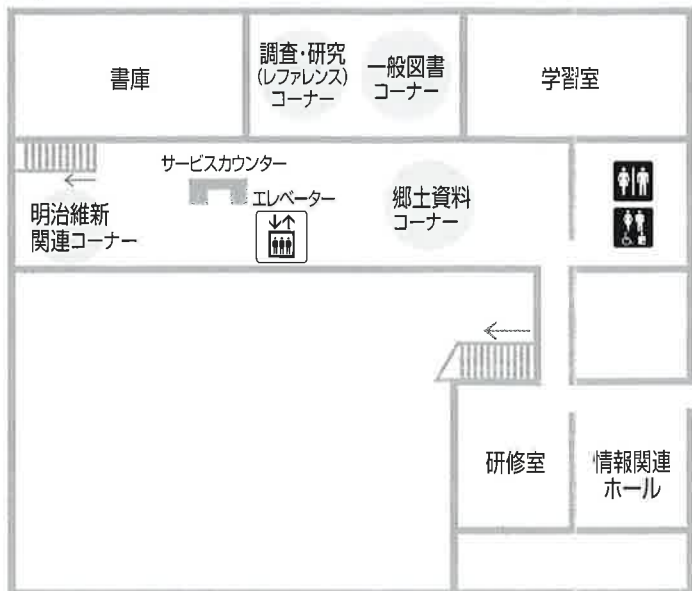 書庫
調査・研究
(レファレンス)
コーナー
一般図書
コーナー
学習室
サービスカウンター
エレベーター
明治維新
関連コーナー
郷土資料
コーナー
研修室
情報関連
ホール